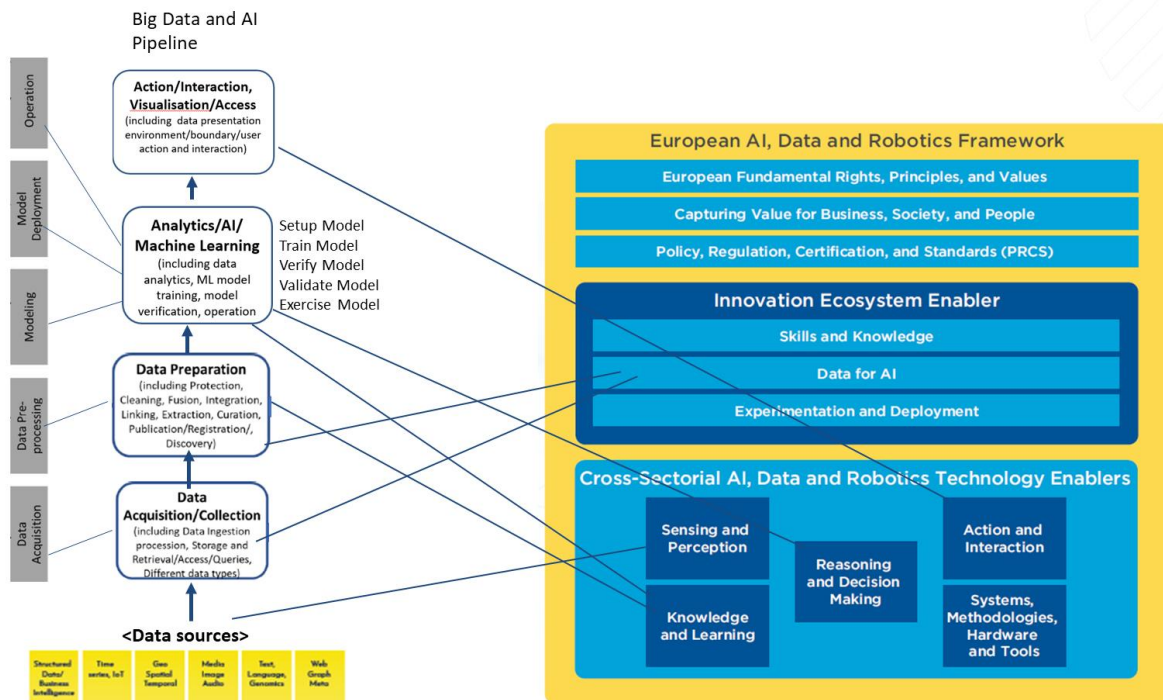 Big Data and AI
Pipeline
Operation
Model
Deployment
Modeling
Data Pre-
processing
Data
Acquisition
Action/Interaction,
Visualisation/Access
(including data presentation
environment/boundary/user
action and interaction)
Analytics/AI/
Machine Learning
(including data
analytics, ML model
training, model
verification, operation
Setup Model
Train Model
Verify Model
Validate Model
Exercise Model
Data Preparation
(including Protection,
Cleaning, Fusion, Integration,
Linking, Extraction, Curation,
Publication/Registration/,
Discovery)
Data
Acquisition/Collection
(including Data Ingestion
procession, Storage and
Retrieval/Access/Queries,
Different data types)
<Data sources>
Structured
Data/
Business
Intelligence
Time
series, IoT
Geo
Spatial
Temporal
Media
Image
Audio
Text,
Language,
Genomics
Web
Graph
Meta
European AI, Data and Robotics Framework
European Fundamental Rights, Principles, and Values
Capturing Value for Business, Society, and People
Policy, Regulation, Certification, and Standards (PRCS)
Innovation Ecosystem Enabler
Skills and Knowledge
Data for AI
Experimentation and Deployment
Cross-Sectorial AI, Data and Robotics Technology Enablers
Sensing and
Perception
Knowledge
and Learning
Reasoning
and Decision
Making
Action and
Interaction
Systems,
Methodologies,
Hardware
and Tools